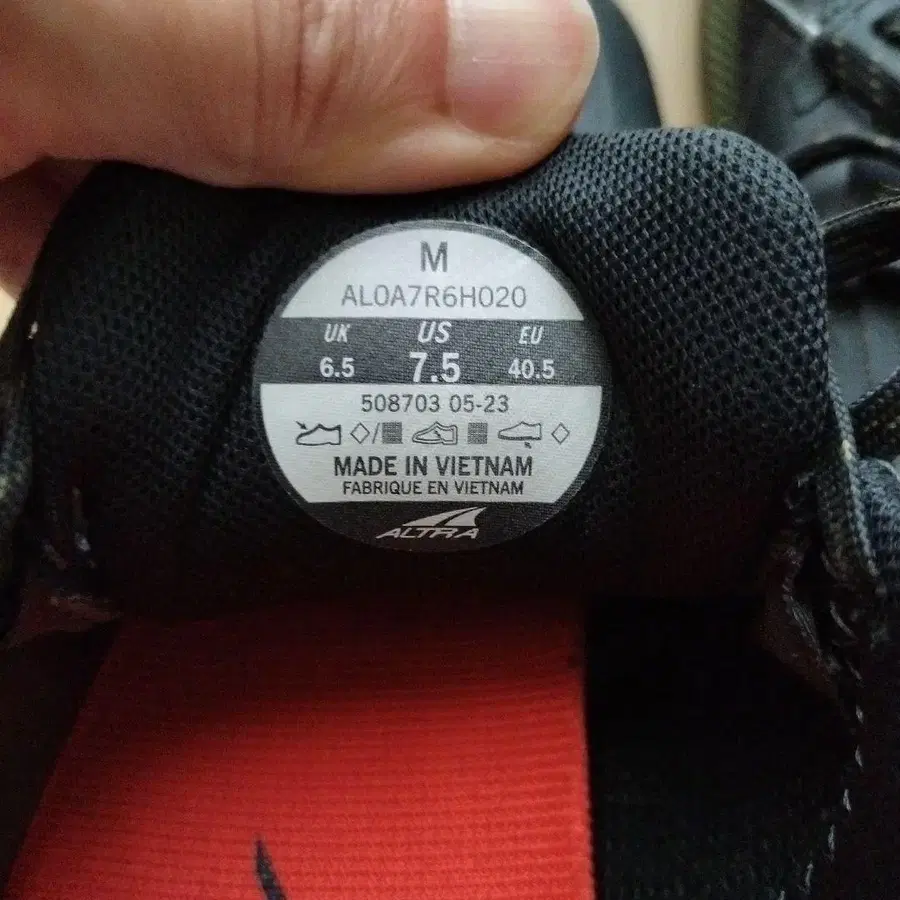 M
AL0A7R6H020
UK US EU
6.5 7.5 40.5
508703 05-23
MADE IN VIETNAM
FABRIQUE EN VIETNAM
ALTRA